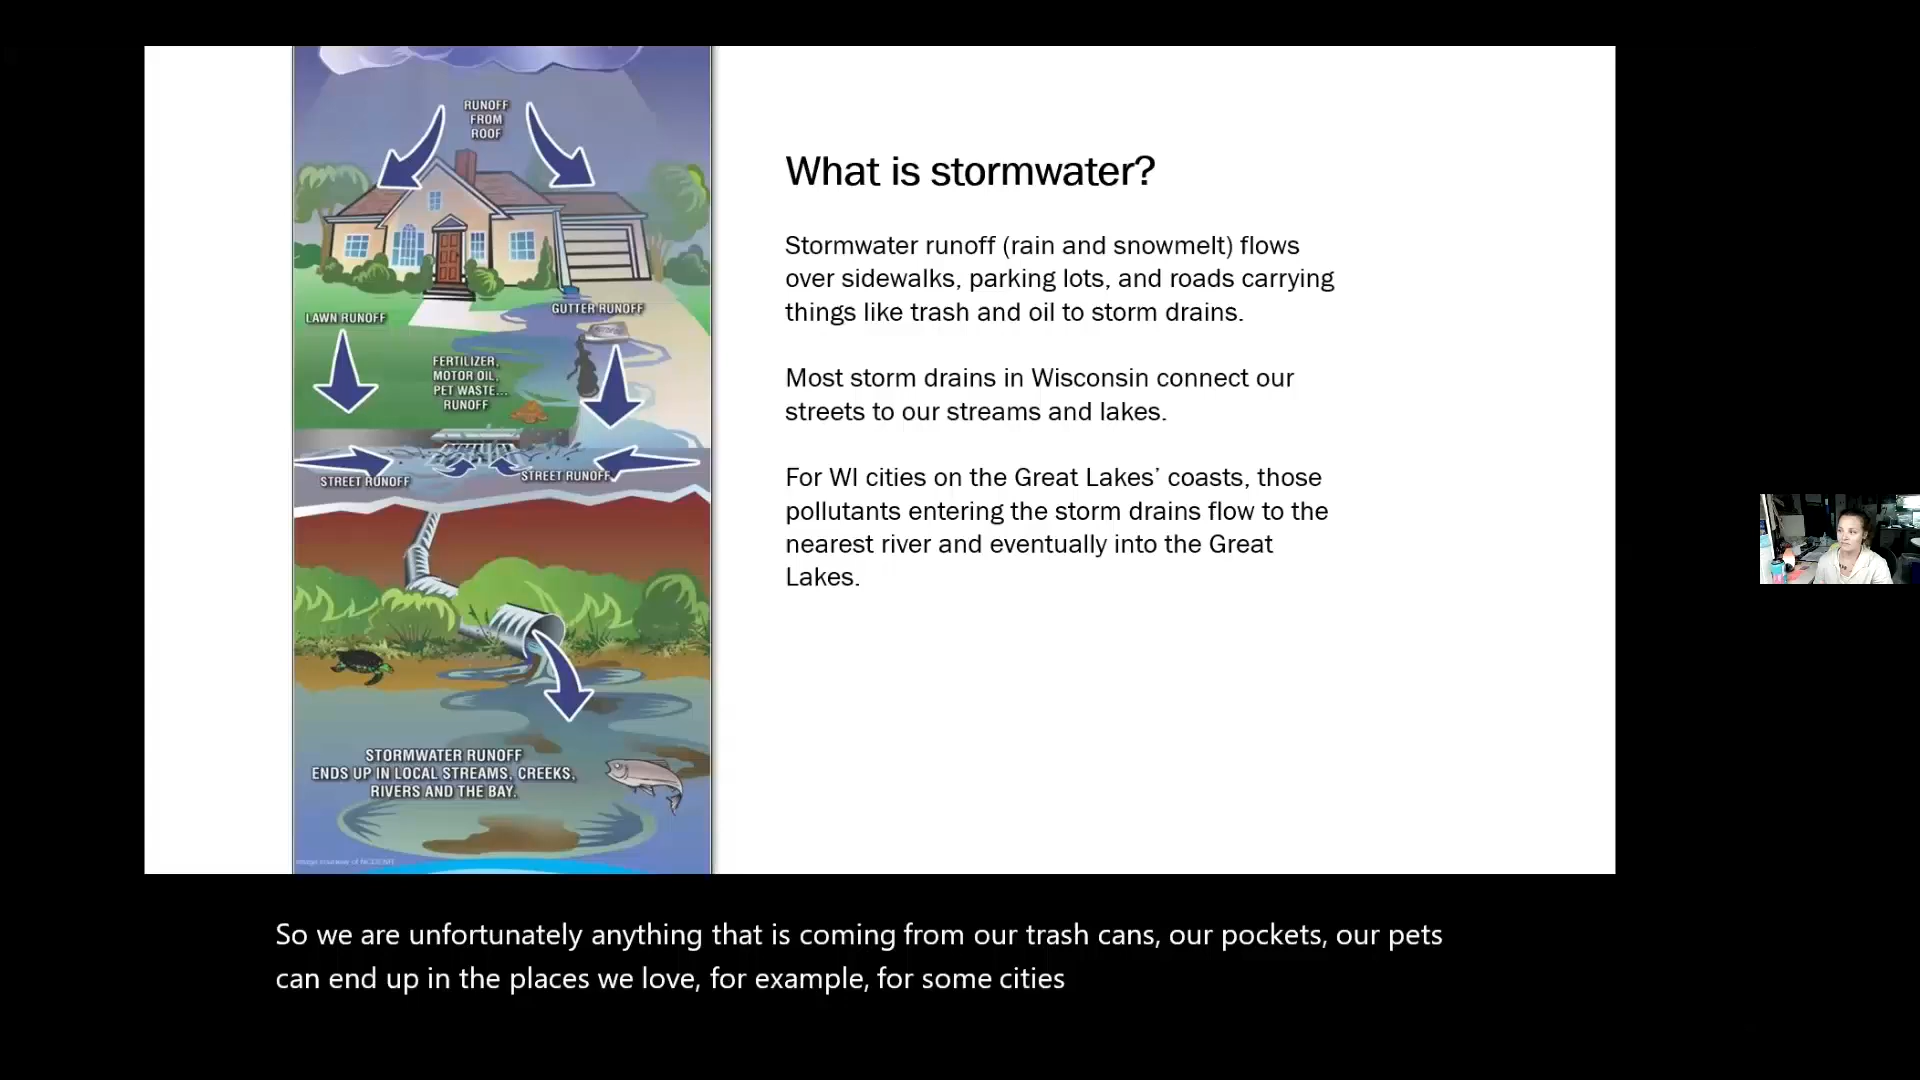 RUNOFF
FROM
ROOF
LAWN RUNOFF
GUTTER RUNOFF
FERTILIZER,
MOTOR OIL,
PET WASTE...
RUNOFF
STREET RUNOFF
STREET RUNOFF
STORMWATER RUNOFF
ENDS UP IN LOCAL STREAMS, CREEKS,
RIVERS AND THE BAY.
What is stormwater?
Stormwater runoff (rain and snowmelt) flows
over sidewalks, parking lots, and roads carrying
things like trash and oil to storm drains.
Most storm drains in Wisconsin connect our
streets to our streams and lakes.
For WI cities on the Great Lakes’ coasts, those
pollutants entering the storm drains flow to the
nearest river and eventually into the Great
Lakes.
So we are unfortunately anything that is coming from our trash cans, our pockets, our pets
can end up in the places we love, for example, for some cities